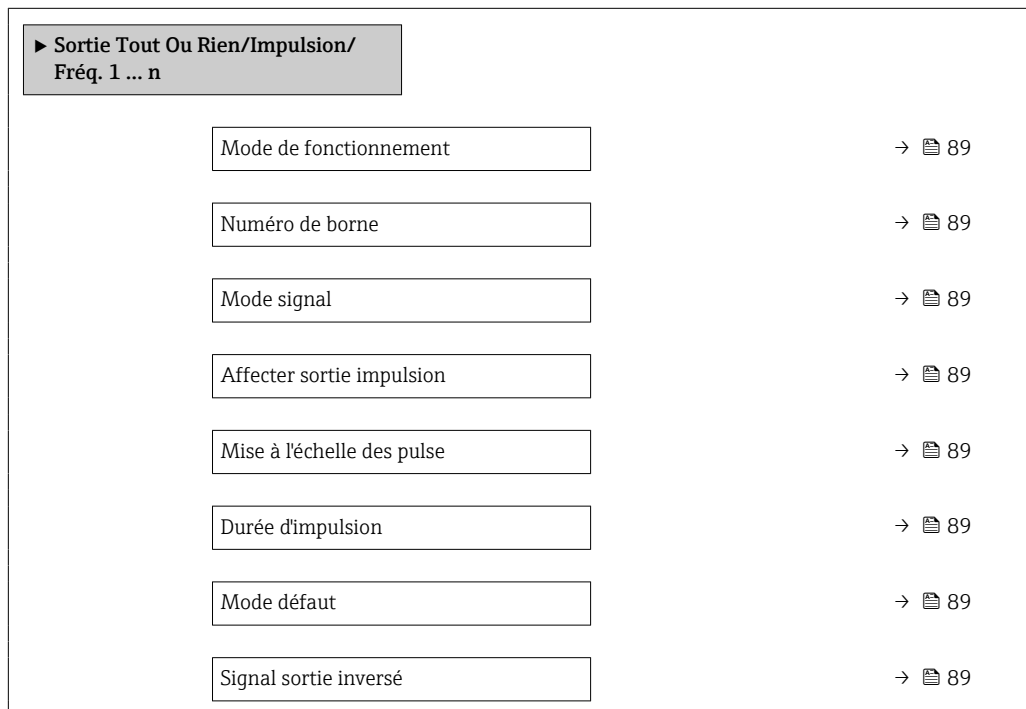 ▶ Sortie Tout Ou Rien/Impulsion/
Fréq. 1 ... n
Mode de fonctionnement → 89
Numéro de borne → 89
Mode signal → 89
Affecter sortie impulsion → 89
Mise à l'échelle des pulse → 89
Durée d'impulsion → 89
Mode défaut → 89
Signal sortie inversé → 89